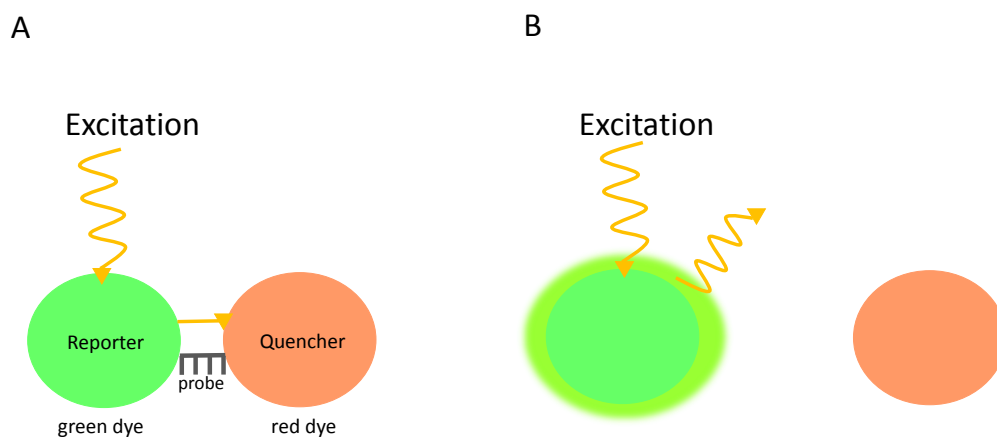 A
B
Excitation
Excitation
Reporter
Quencher
probe
green dye
red dye